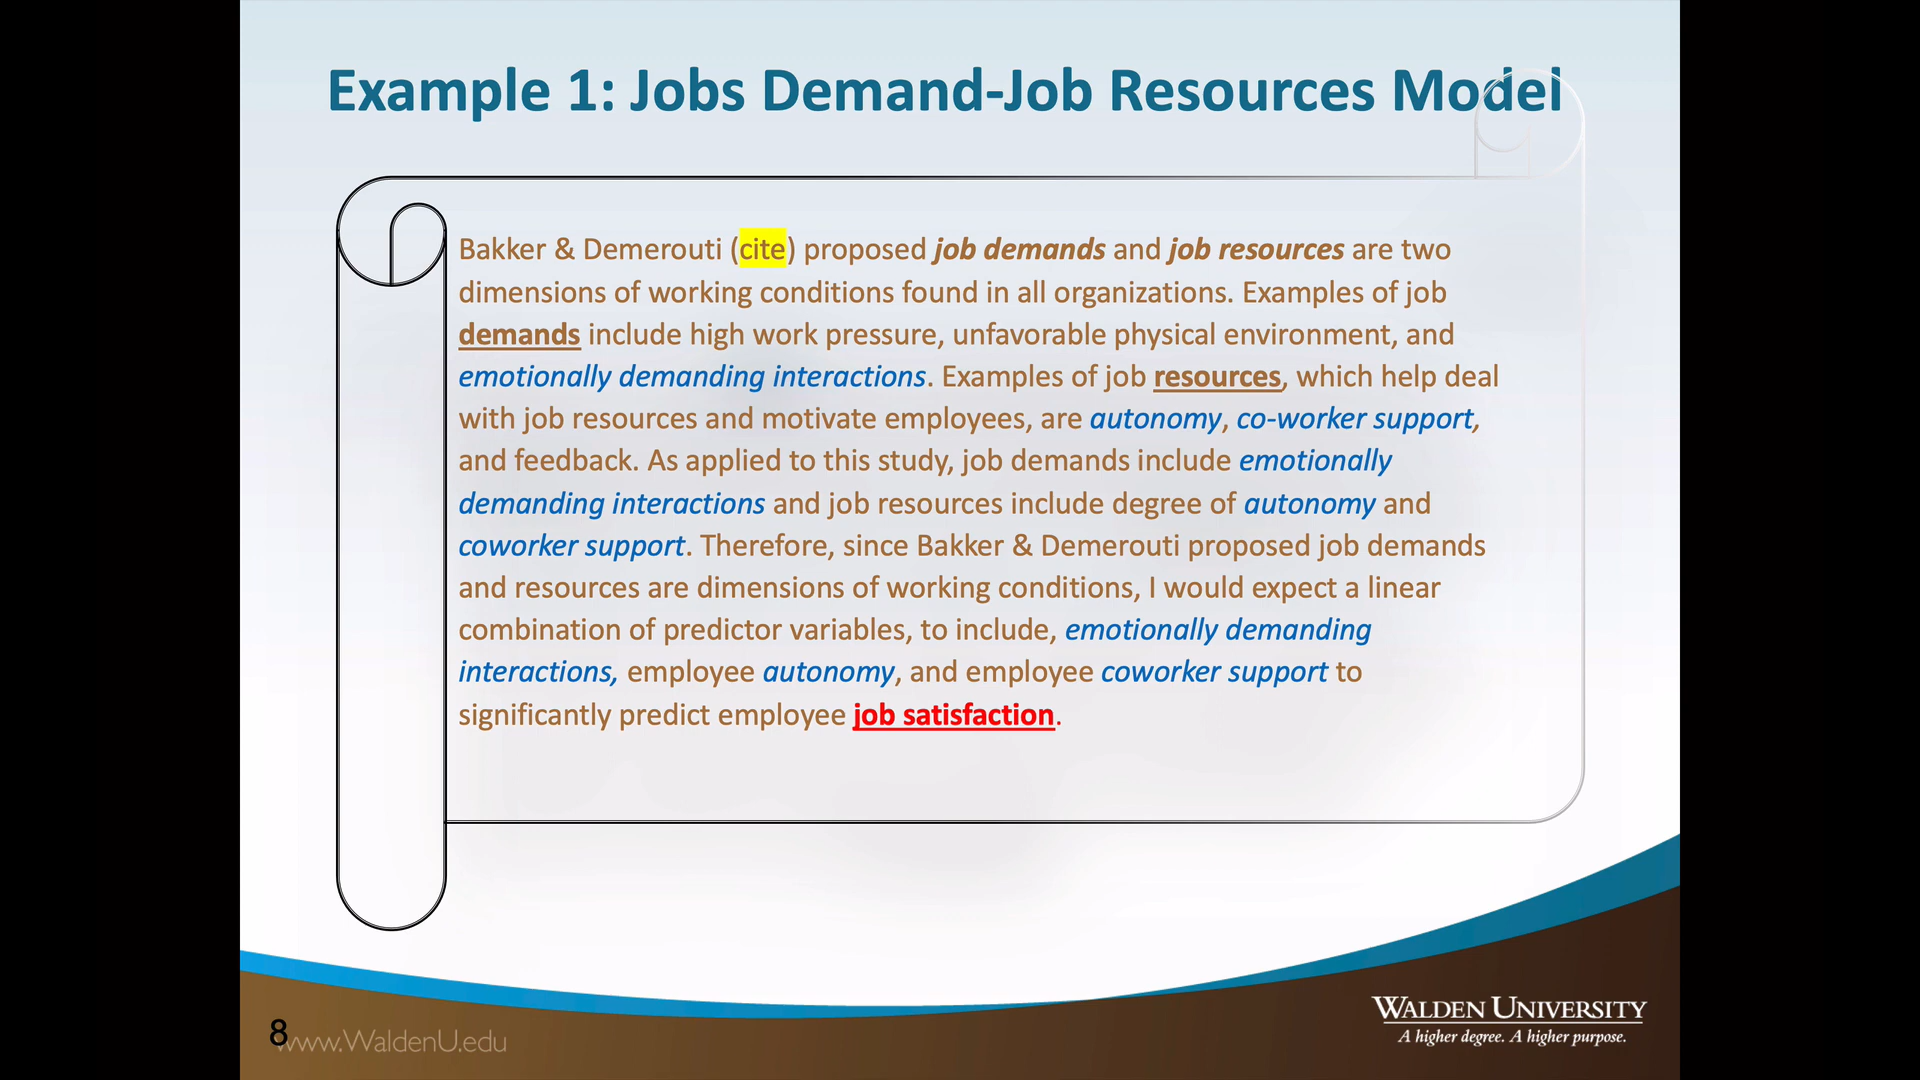 Example 1: Jobs Demand-Job Resources Model
Bakker & Demerouti (cite) proposed job demands and job resources are two
dimensions of working conditions found in all organizations. Examples of job
demands include high work pressure, unfavorable physical environment, and
emotionally demanding interactions. Examples of job resources, which help deal
with job resources and motivate employees, are autonomy, co-worker support,
and feedback. As applied to this study, job demands include emotionally
demanding interactions and job resources include degree of autonomy and
coworker support. Therefore, since Bakker & Demerouti proposed job demands
and resources are dimensions of working conditions, I would expect a linear
combination of predictor variables, to include, emotionally demanding
interactions, employee autonomy, and employee coworker support to
significantly predict employee job satisfaction.
8
www.WaldenU.edu
WALDEN UNIVERSITY
A higher degree. A higher purpose.